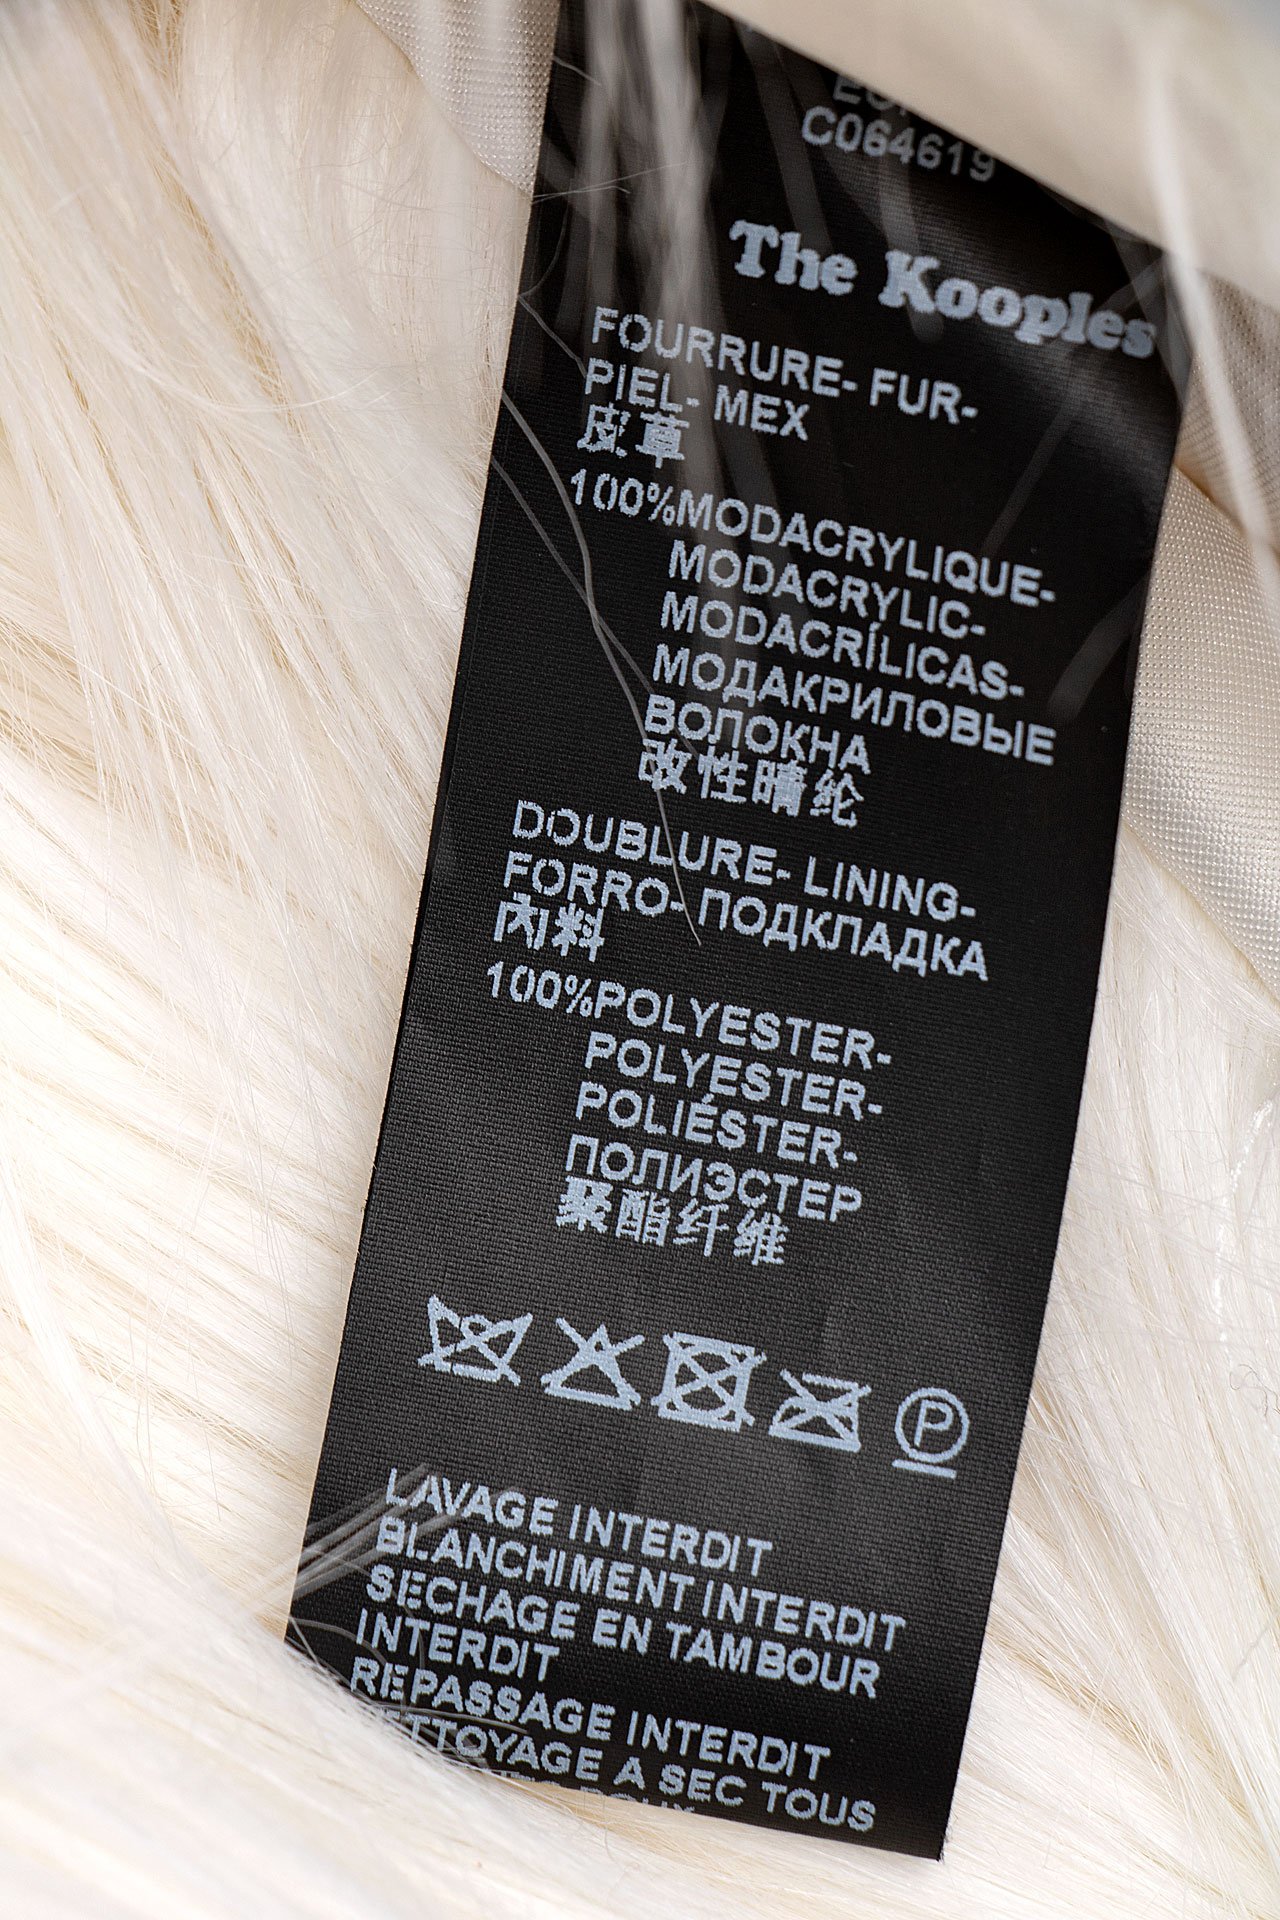 C064619
The Kooples
FOURRURE- FUR-
PIEL- MEX
皮草
100%MODACRYLIQUE-
MODACRYLIC-
MODACRÍLICAS-
МОДАКРИЛОВЫЕ
ВОЛОКНА
改性晴纶
DOUBLURE- LINING-
FORRO- ПОДКЛАДКА
內料
100%POLYESTER-
POLYESTER-
POLIÉSTER-
ПОЛИЭСТЕР
聚酯纤维
P
LAVAGE INTERDIT
BLANCHIMENT INTERDIT
SECHAGE EN TAMBOUR
INTERDIT
REPASSAGE INTERDIT
NETTOYAGE A SEC TOUS